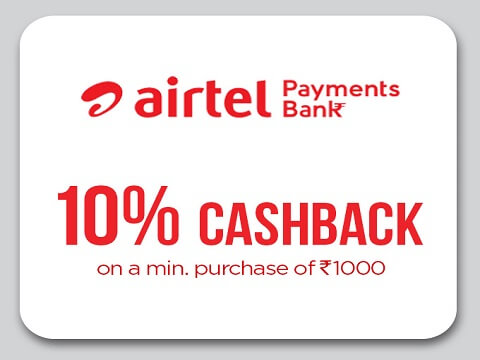 airtel Payments
Bank₹
10% CASHBACK
on a min. purchase of ₹1000